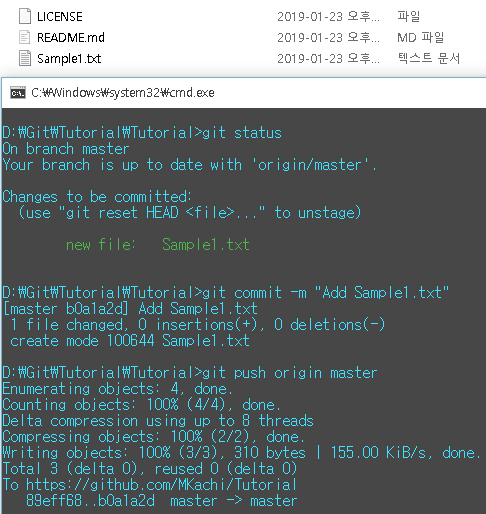 LICENSE 2019-01-23 오후... 파일
README.md 2019-01-23 오후... MD 파일
Sample1.txt 2019-01-23 오후... 텍스트 문서
C:\Windows\system32\cmd.exe
D:\Git\Tutorial\Tutorial>git status
On branch master
Your branch is up to date with 'origin/master'.
Changes to be committed:
(use "git reset HEAD <file>..." to unstage)
new file: Sample1.txt
D:\Git\Tutorial\Tutorial>git commit -m "Add Sample1.txt"
[master b0a1a2d] Add Sample1.txt
1 file changed, 0 insertions(+), 0 deletions(-)
create mode 100644 Sample1.txt
D:\Git\Tutorial\Tutorial>git push origin master
Enumerating objects: 4, done.
Counting objects: 100% (4/4), done.
Delta compression using up to 8 threads
Compressing objects: 100% (2/2), done.
Writing objects: 100% (3/3), 310 bytes | 155.00 KiB/s, done.
Total 3 (delta 0), reused 0 (delta 0)
To https://github.com/MKachi/Tutorial
89eff68..b0a1a2d master -> master